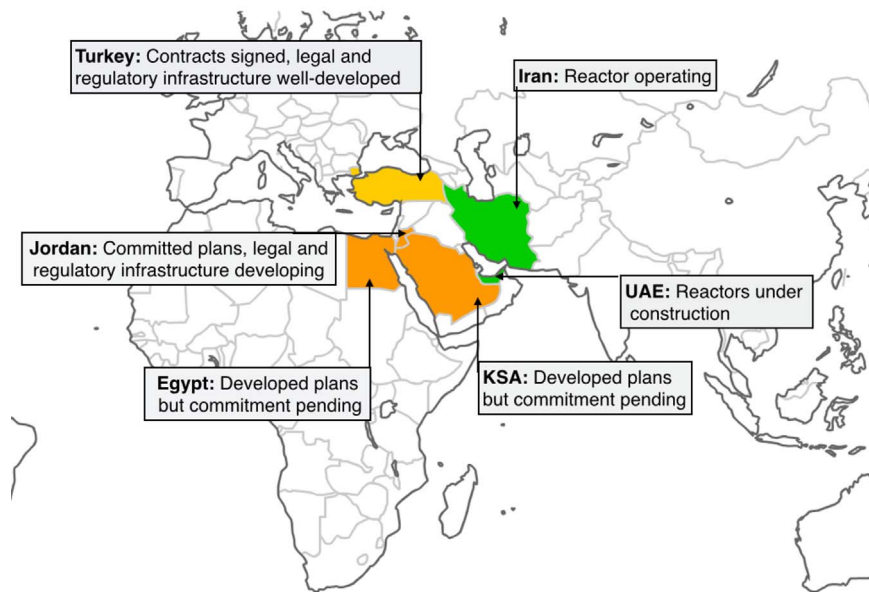 Turkey: Contracts signed, legal and
regulatory infrastructure well-developed
Iran: Reactor operating
Jordan: Committed plans, legal and
regulatory infrastructure developing
UAE: Reactors under
construction
Egypt: Developed plans
but commitment pending
KSA: Developed plans
but commitment pending